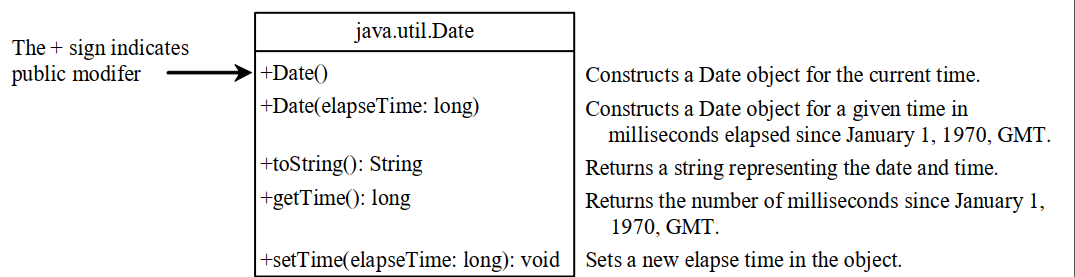 java.util.Date
The + sign indicates
public modifer
+Date()
Constructs a Date object for the current time.
+Date(elapseTime: long)
Constructs a Date object for a given time in
milliseconds elapsed since January 1, 1970, GMT.
+toString(): String
Returns a string representing the date and time.
+getTime(): long
Returns the number of milliseconds since January 1,
1970, GMT.
+setTime(elapseTime: long): void
Sets a new elapse time in the object.